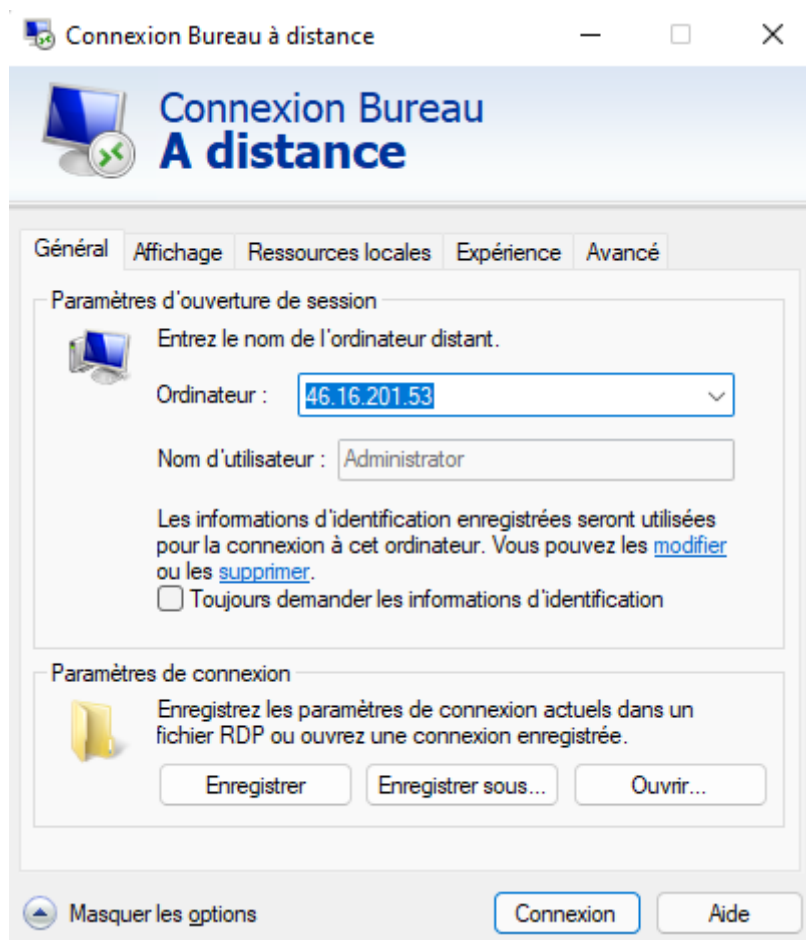 Connexion Bureau à distance
Connexion Bureau
A distance
Général Affichage Ressources locales Expérience Avancé
Paramètres d'ouverture de session
Entrez le nom de l'ordinateur distant.
Ordinateur : 46.16.201.53
Nom d'utilisateur : Administrator
Les informations d'identification enregistrées seront utilisées
pour la connexion à cet ordinateur. Vous pouvez les modifier
ou les supprimer.
Toujours demander les informations d'identification
Paramètres de connexion
Enregistrez les paramètres de connexion actuels dans un
fichier RDP ou ouvrez une connexion enregistrée.
Enregistrer Enregistrer sous... Ouvrir...
Masquer les options Connexion Aide